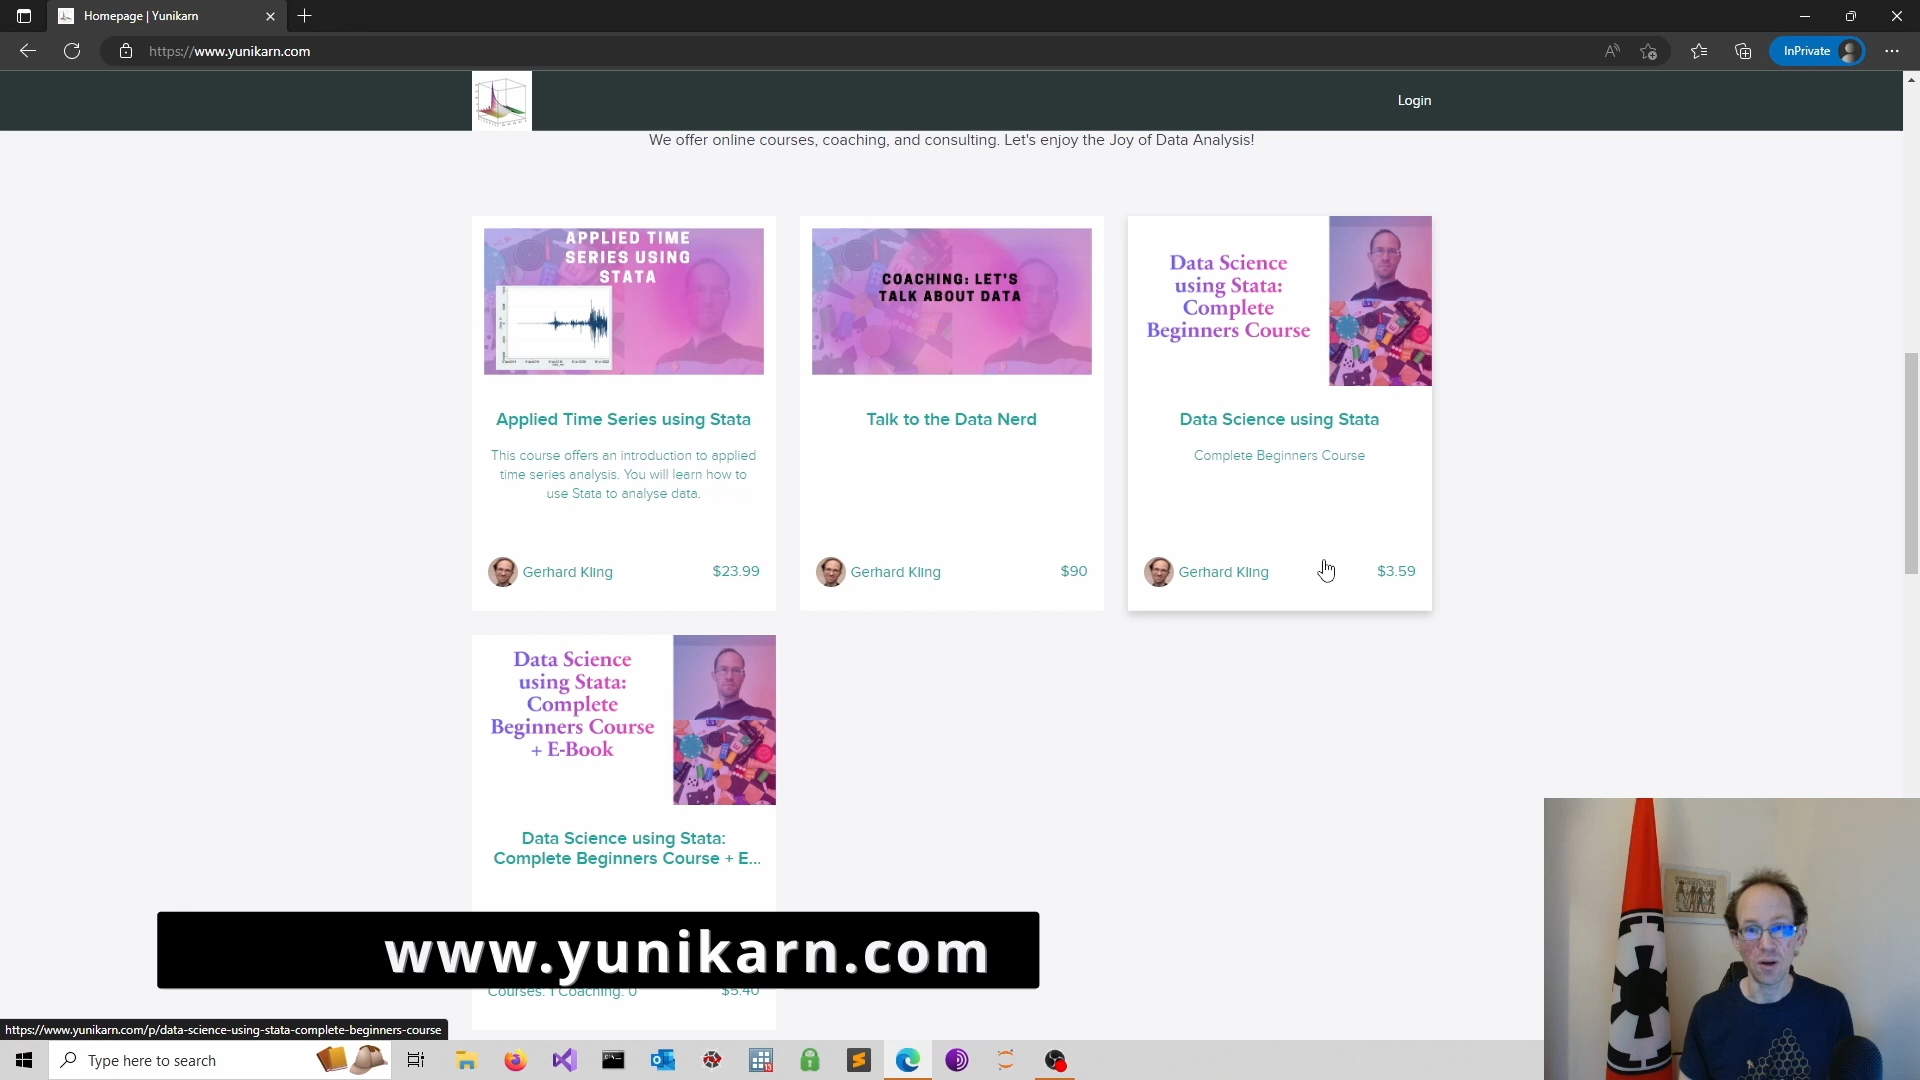 Homepage | Yunikarn
https://www.yunikarn.com
InPrivate
Login
We offer online courses, coaching, and consulting. Let's enjoy the Joy of Data Analysis!
APPLIED TIME
SERIES USING
STATA
COACHING: LET'S
TALK ABOUT DATA
Data Science
using Stata:
Complete
Beginners Course
Applied Time Series using Stata
Talk to the Data Nerd
Data Science using Stata
This course offers an introduction to applied
time series analysis. You will learn how to
use Stata to analyse data.
Complete Beginners Course
Gerhard Kling
$23.99
Gerhard Kling
$90
Gerhard Kling
$3.59
Data Science
using Stata:
Complete
Beginners Course
+ E-Book
Data Science using Stata:
Complete Beginners Course + E...
www.yunikarn.com
Courses: 1 Coaching: 0
$5.40
https://www.yunikarn.com/p/data-science-using-stata-complete-beginners-course
Type here to search